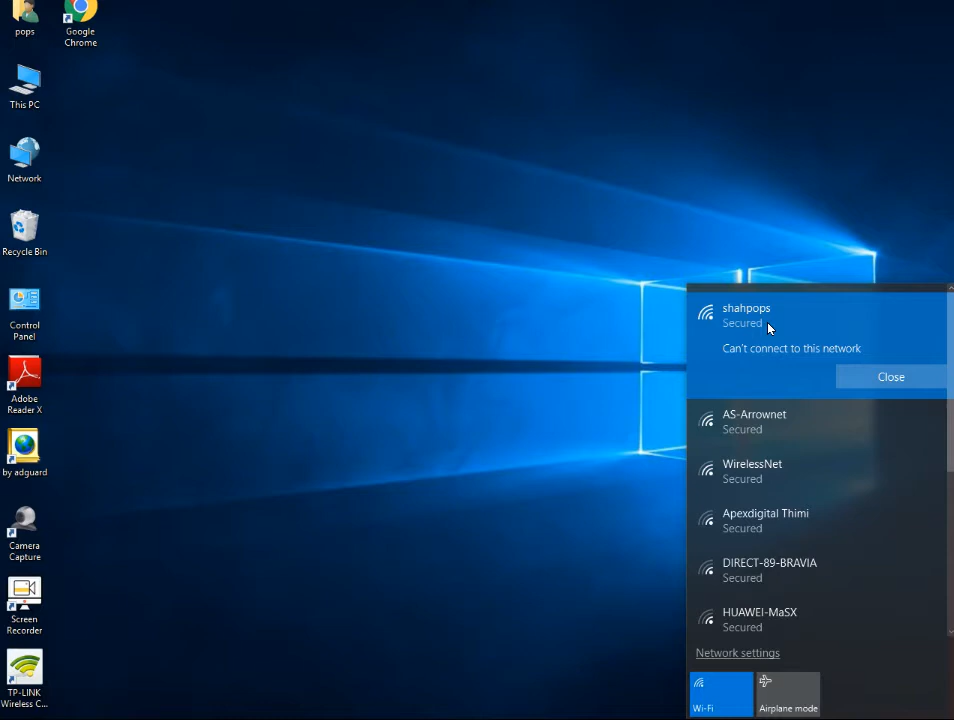 pops
Google
Chrome
This PC
Network
Recycle Bin
Control
Panel
Adobe
Reader X
by adguard
Camera
Capture
Screen
Recorder
TP-LINK
Wireless C...
shahpops
Secured
Can't connect to this network
Close
AS-Arrownet
Secured
WirelessNet
Secured
Apexdigital Thimi
Secured
DIRECT-89-BRAVIA
Secured
HUAWEI-MaSX
Secured
Network settings
Wi-Fi
Airplane mode